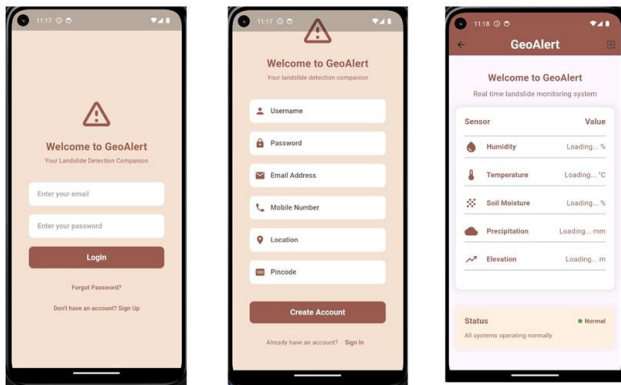 11:17
Welcome to GeoAlert
Your Landslide Detection Companion
Enter your email
Enter your password
Login
Forgot Password?
Don't have an account? Sign Up
11:17
Welcome to GeoAlert
Your landslide detection companion
Username
Password
Email Address
Mobile Number
Location
Pincode
Create Account
Already have an account? Sign In
11:18
GeoAlert
Welcome to GeoAlert
Real-time landslide monitoring system
Sensor Value
Humidity Loading... %
Temperature Loading... °C
Soil Moisture Loading... %
Precipitation Loading... mm
Elevation Loading... m
Status Normal
All systems operating normally